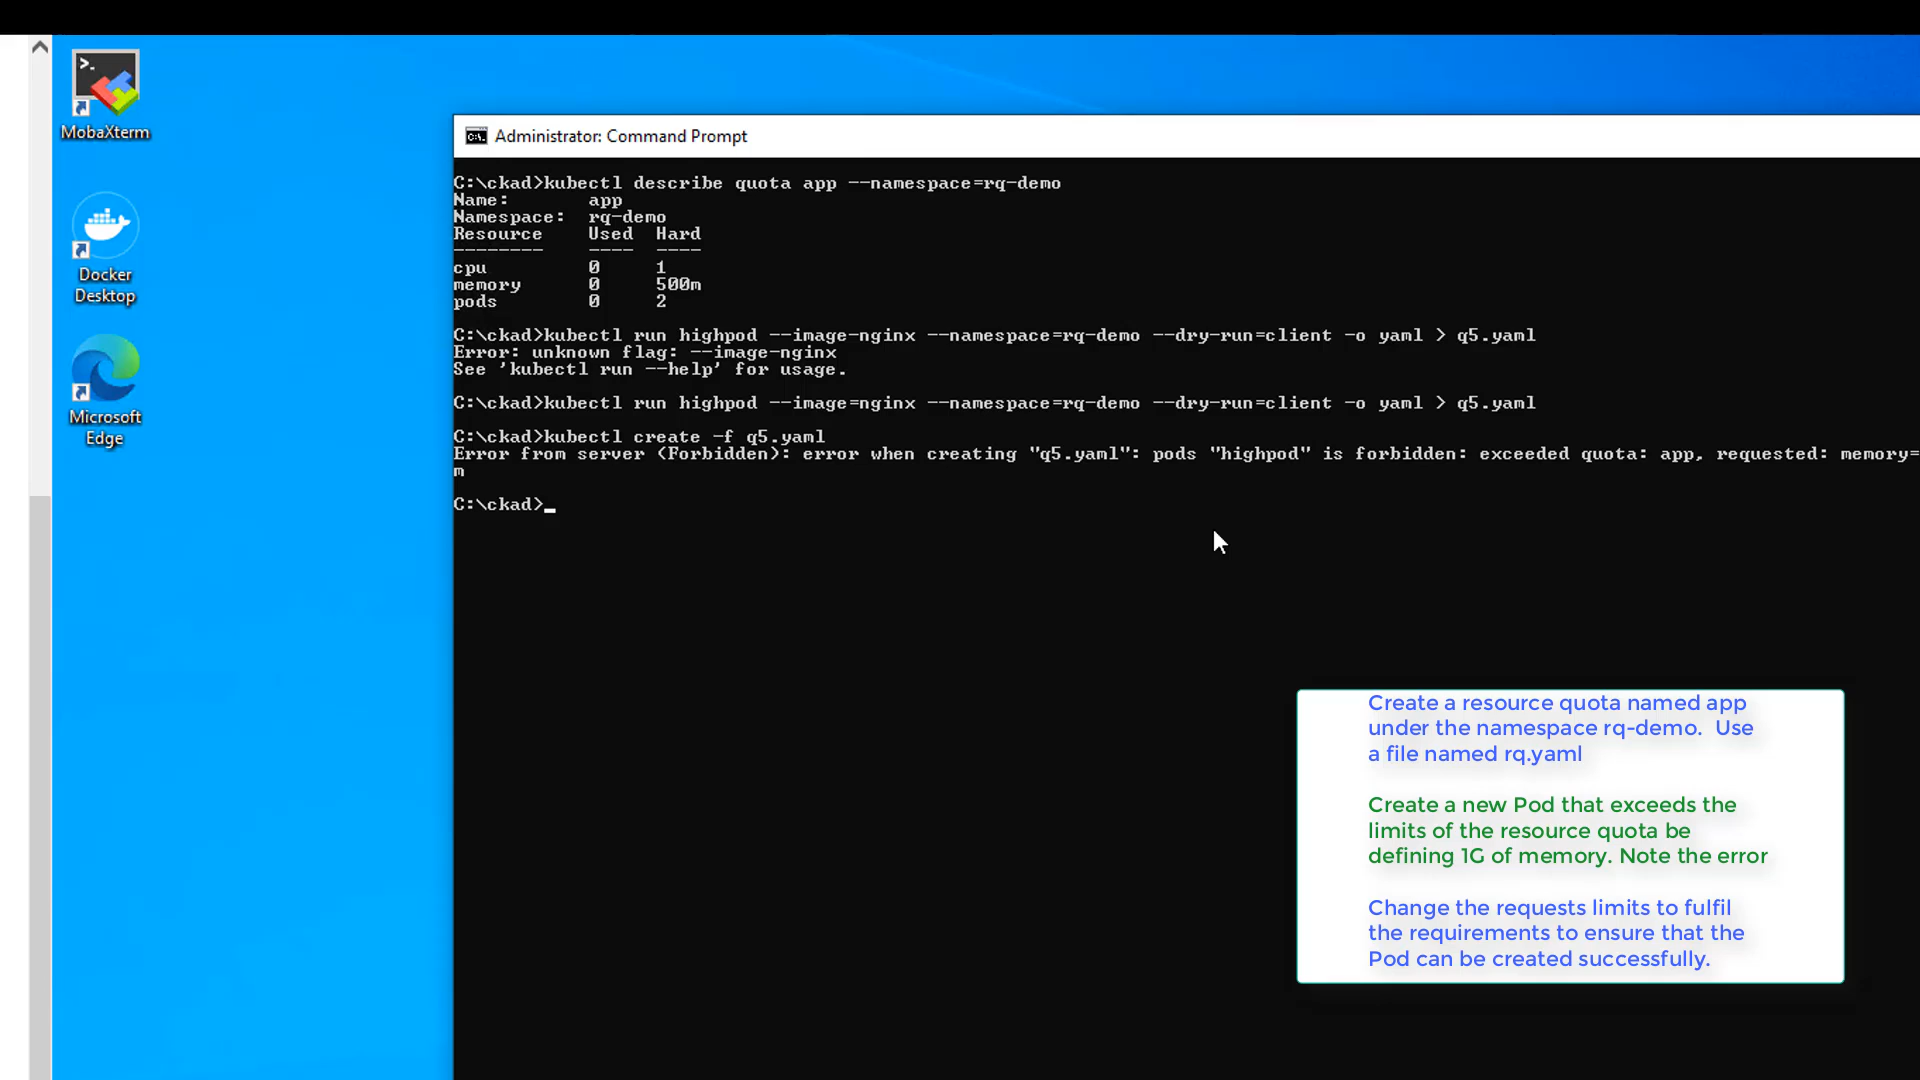 MobaXterm
Docker
Desktop
Microsoft
Edge
Administrator: Command Prompt
C:\ckad>kubectl describe quota app --namespace=rq-demo
Name:       app
Namespace:  rq-demo
Resource    Used  Hard
--------    ----  ----
cpu         0     1
memory      0     500m
pods        0     2
C:\ckad>kubectl run highpod --image-nginx --namespace=rq-demo --dry-run=client -o yaml > q5.yaml
Error: unknown flag: --image-nginx
See 'kubectl run --help' for usage.
C:\ckad>kubectl run highpod --image=nginx --namespace=rq-demo --dry-run=client -o yaml > q5.yaml
C:\ckad>kubectl create -f q5.yaml
Error from server (Forbidden): error when creating "q5.yaml": pods "highpod" is forbidden: exceeded quota: app, requested: memory=
m
C:\ckad>_
Create a resource quota named app
under the namespace rq-demo.  Use
a file named rq.yaml
Create a new Pod that exceeds the
limits of the resource quota be
defining 1G of memory. Note the error
Change the requests limits to fulfil
the requirements to ensure that the
Pod can be created successfully.